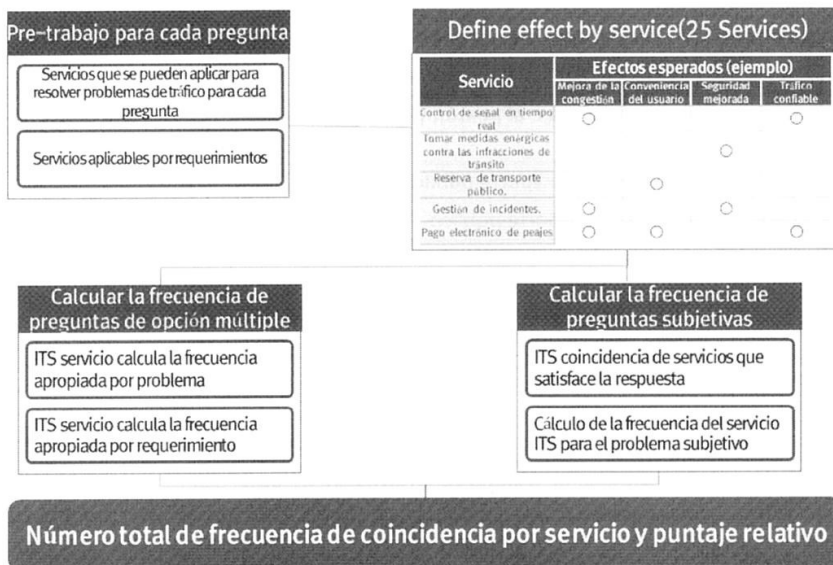 Pre-trabajo para cada pregunta
Servicios que se pueden aplicar para
resolver problemas de tráfico para cada
pregunta
Servicios aplicables por requerimientos
Define effect by service(25 Services)
Servicio
Efectos esperados (ejemplo)
Mejora de la
congestión
Conveniencia
del usuario
Seguridad
mejorada
Tráfico
confiable
Control de señal en tiempo
real
Tomar medidas enérgicas
contra las infracciones de
tránsito
Reserva de transporte
público.
Gestión de incidentes.
Pago electrónico de peajes
Calcular la frecuencia de
preguntas de opción múltiple
ITS servicio calcula la frecuencia
apropiada por problema
ITS servicio calcula la frecuencia
apropiada por requerimiento
Calcular la frecuencia de
preguntas subjetivas
ITS coincidencia de servicios que
satisface la respuesta
Cálculo de la frecuencia del servicio
ITS para el problema subjetivo
Número total de frecuencia de coincidencia por servicio y puntaje relativo